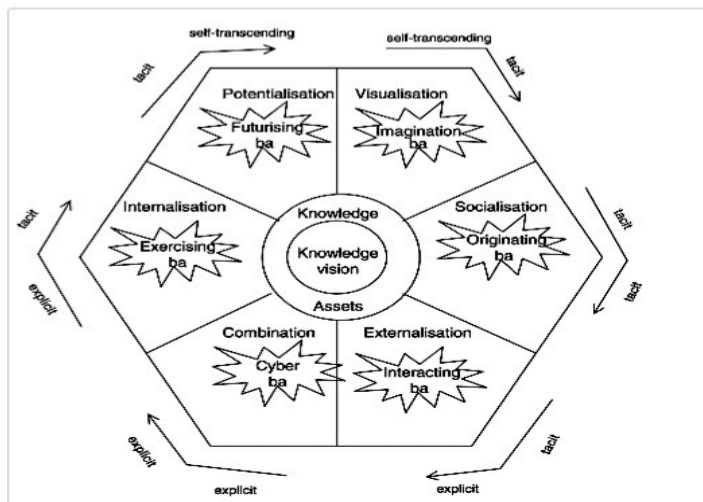 self-transcending
self-transcending
tacit
tacit
Potentialisation
Visualisation
Futurising
ba
Imagination
ba
Internalisation
Knowledge
Socialisation
tacit
tacit
Exercising
ba
Knowledge
vision
Originating
ba
explicit
tacit
Assets
Combination
Externalisation
Cyber
ba
Interacting
ba
explicit
tacit
explicit
explicit